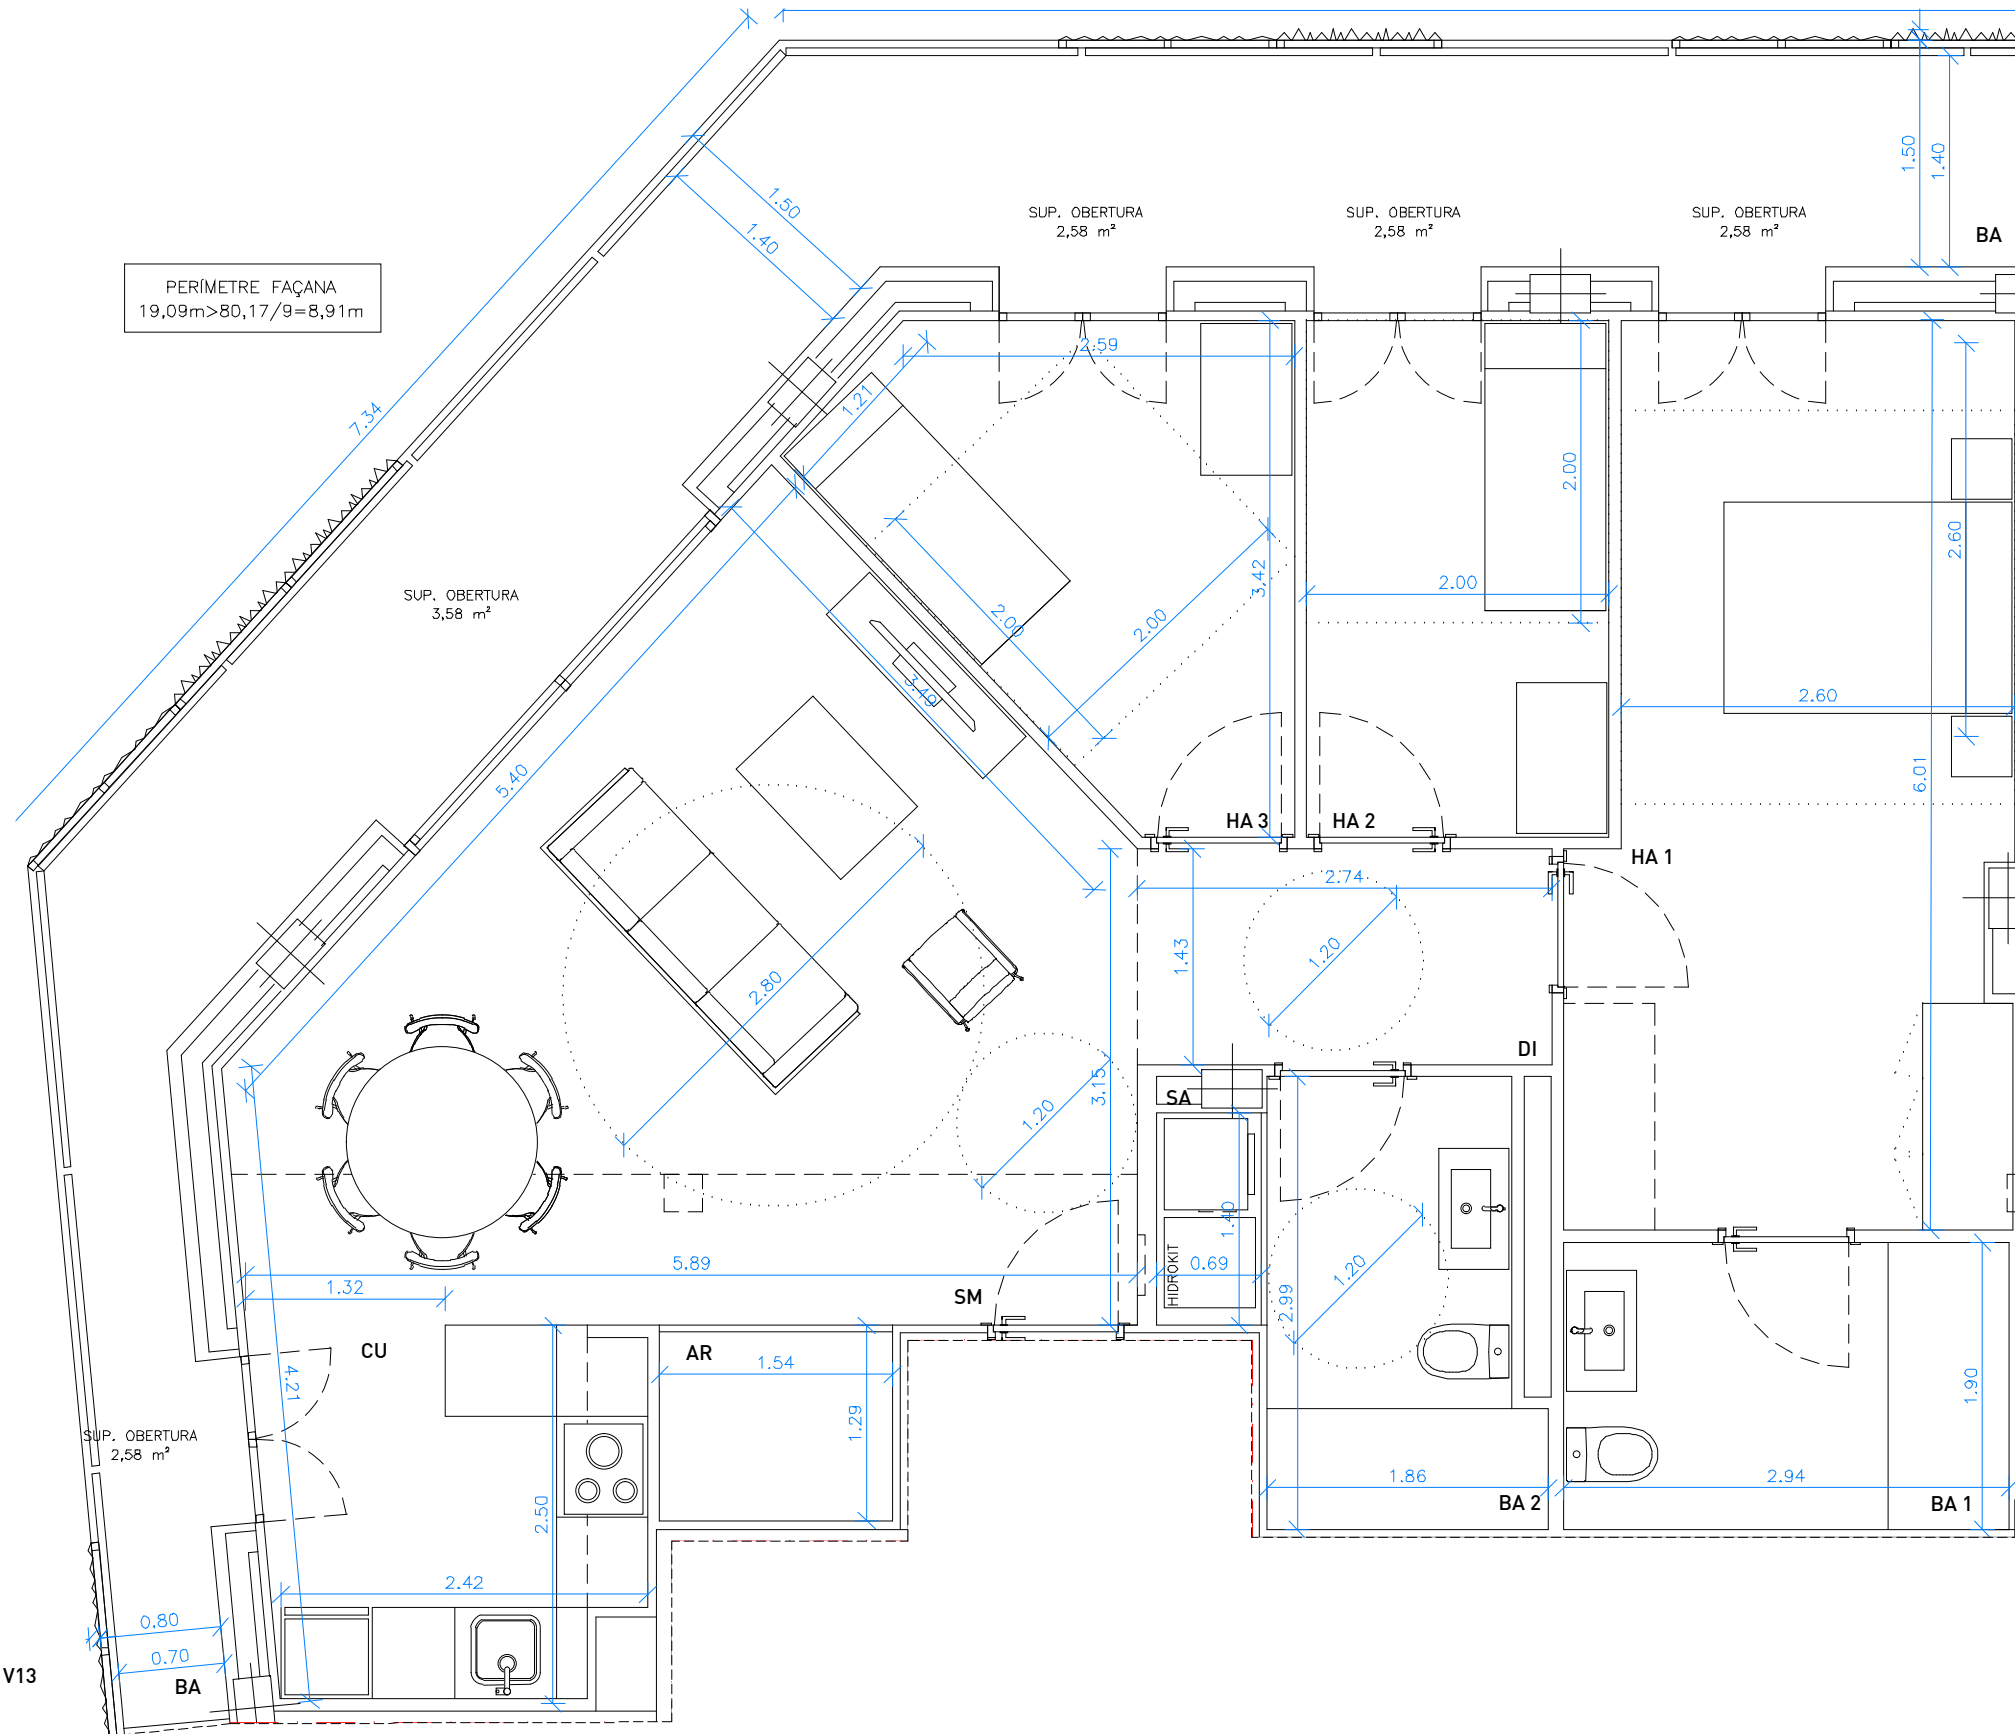 1.50
1.40
1.50
1.40
SUP. OBERTURA
2,58 m²
SUP. OBERTURA
2,58 m²
SUP. OBERTURA
2,58 m²
BA
PERÍMETRE FAÇANA
19,09m>80,17/9=8,91m
7.34
2.59
1.21
2.00
2.60
3.42
2.00
2.00
2.00
SUP. OBERTURA
3,58 m²
3.49
2.60
5.40
6.01
HA 3
HA 2
HA 1
2.74
1.43
1.20
2.80
DI
3.15
SA
1.20
1.40
HIDROKIT
0.69
1.20
5.89
1.32
SM
2.99
CU
AR
1.54
4.21
1.29
1.90
SUP. OBERTURA
2,58 m²
1.86
2.94
BA 2
BA 1
2.50
2.42
0.80
0.70
V13
BA